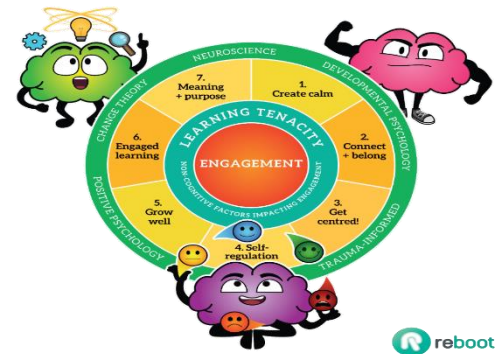 NEUROSCIENCE
DEVELOPMENTAL PSYCHOLOGY
TRAUMA-INFORMED
POSITIVE PSYCHOLOGY
CHANGE THEORY
1.
Create calm
2.
Connect
+ belong
3.
Get
centred!
4. Self-
regulation
5.
Grow
well
6.
Engaged
learning
7.
Meaning
+ purpose
LEARNING TENACITY
NON-COGNITIVE FACTORS IMPACTING ENGAGEMENT
ENGAGEMENT
R reboot